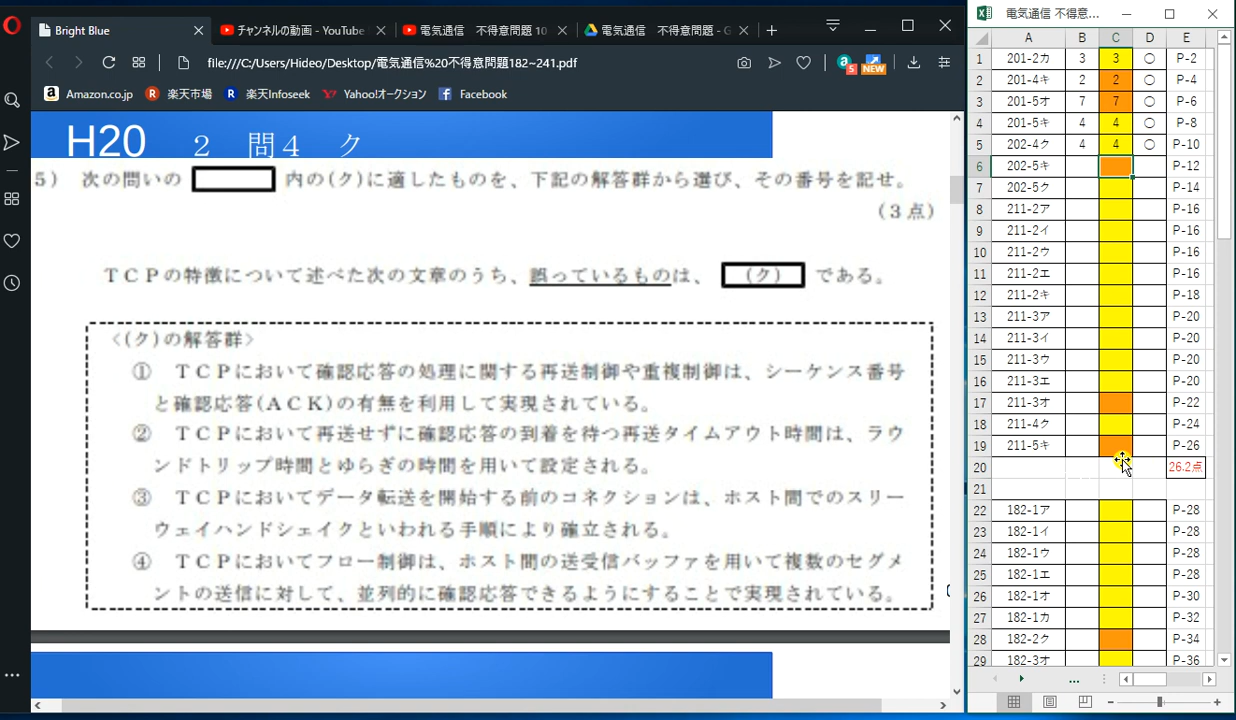 Bright Blue
チャンネルの動画 - YouTube
電気通信 不得意問題 10
電気通信 不得意問題 - G
file:///C:/Users/Hideo/Desktop/電気通信%20不得意問題182~241.pdf
NEW
Amazon.co.jp 楽天市場 楽天Infoseek Yahoo!オークション Facebook
H20 2 問4 ク
5) 次の問いの 内の(ク)に適したものを、下記の解答群から選び、その番号を記せ。
(3点)
TCPの特徴について述べた次の文章のうち、誤っているものは、 (ク) である。
<(ク)の解答群>
① TCPにおいて確認応答の処理に関する再送制御や重複制御は、シーケンス番号
と確認応答(ACK)の有無を利用して実現されている。
② TCPにおいて再送せずに確認応答の到着を待つ再送タイムアウト時間は、ラウ
ンドトリップ時間とゆらぎの時間を用いて設定される。
③ TCPにおいてデータ転送を開始する前のコネクションは、ホスト間でのスリー
ウェイハンドシェイクといわれる手順により確立される。
④ TCPにおいてフロー制御は、ホスト間の送受信バッファを用いて複数のセグメ
ントの送信に対して、並列的に確認応答できるようにすることで実現されている。
電気通信 不得意...
A B C D E
1 201-2カ 3 3 ○ P-2
2 201-4キ 2 2 ○ P-4
3 201-5オ 7 7 ○ P-6
4 201-5キ 4 4 ○ P-8
5 202-4ク 4 4 ○ P-10
6 202-5キ P-12
7 202-5ク P-14
8 211-2ア P-16
9 211-2イ P-16
10 211-2ウ P-16
11 211-2エ P-16
12 211-2キ P-18
13 211-3ア P-20
14 211-3イ P-20
15 211-3ウ P-20
16 211-3エ P-20
17 211-3オ P-22
18 211-4ク P-24
19 211-5キ P-26
20 26.2点
21
22 182-1ア P-28
23 182-1イ P-28
24 182-1ウ P-28
25 182-1エ P-28
26 182-1オ P-30
27 182-1カ P-32
28 182-2ク P-34
29 182-3オ P-36